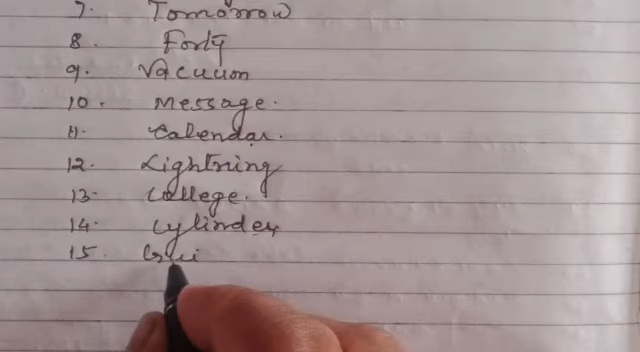 7. Tomorrow
8. Forty
9. Vacuum
10. Message.
11. Calendar.
12. Lightning
13. College.
14. Cylinder
15.